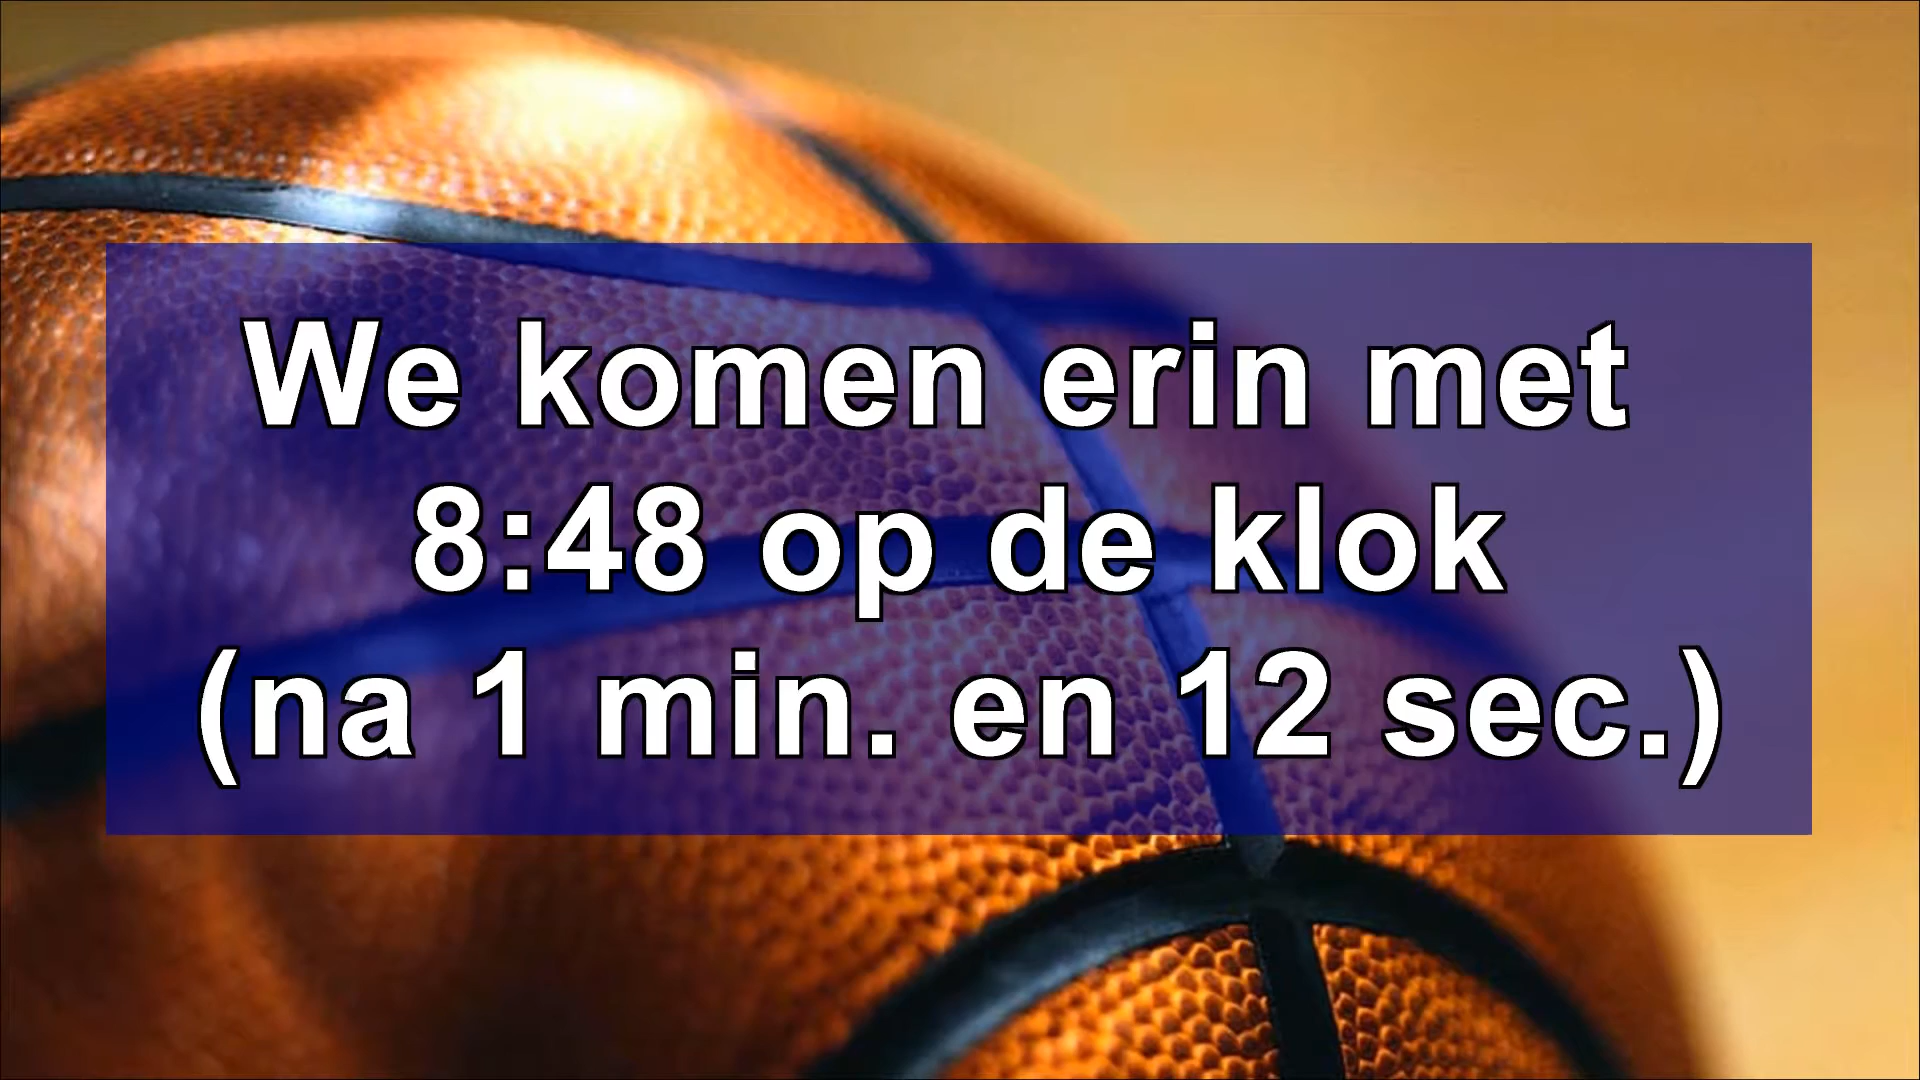 We komen erin met
8:48 op de klok
(na 1 min. en 12 sec.)